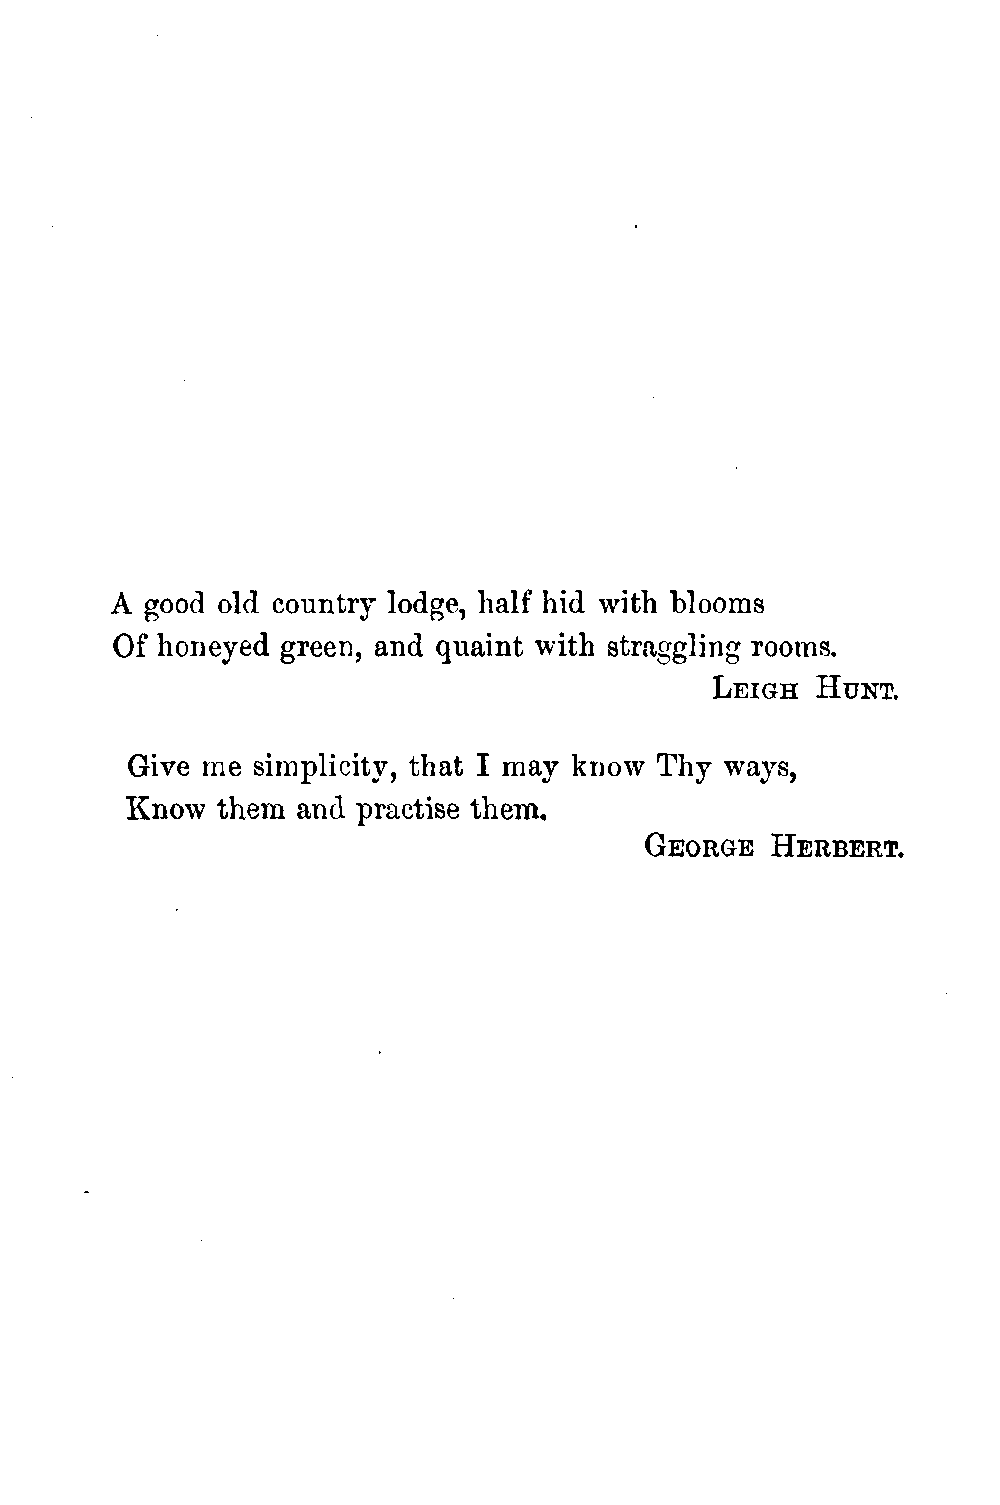 A good old country lodge, half hid with blooms
Of honeyed green, and quaint with straggling rooms.
LEIGH HUNT.
Give me simplicity, that I may know Thy ways,
Know them and practise them.
GEORGE HERBERT.